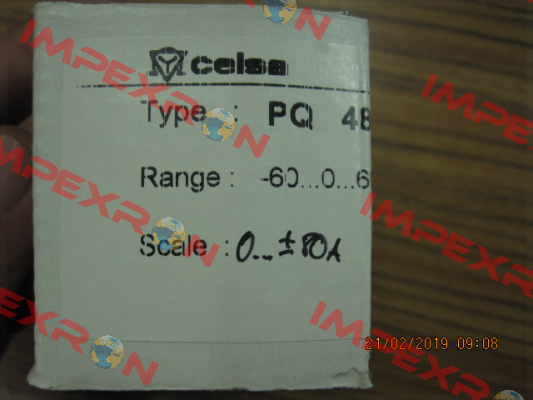 celsa
Type : PQ 48
Range : -60...0...6
Scale : 0...±80A
21/02/2019 09:08
IMPEXRON
IMPEXRON
IMPEXRON
IMPEXRON
IMPEXRON